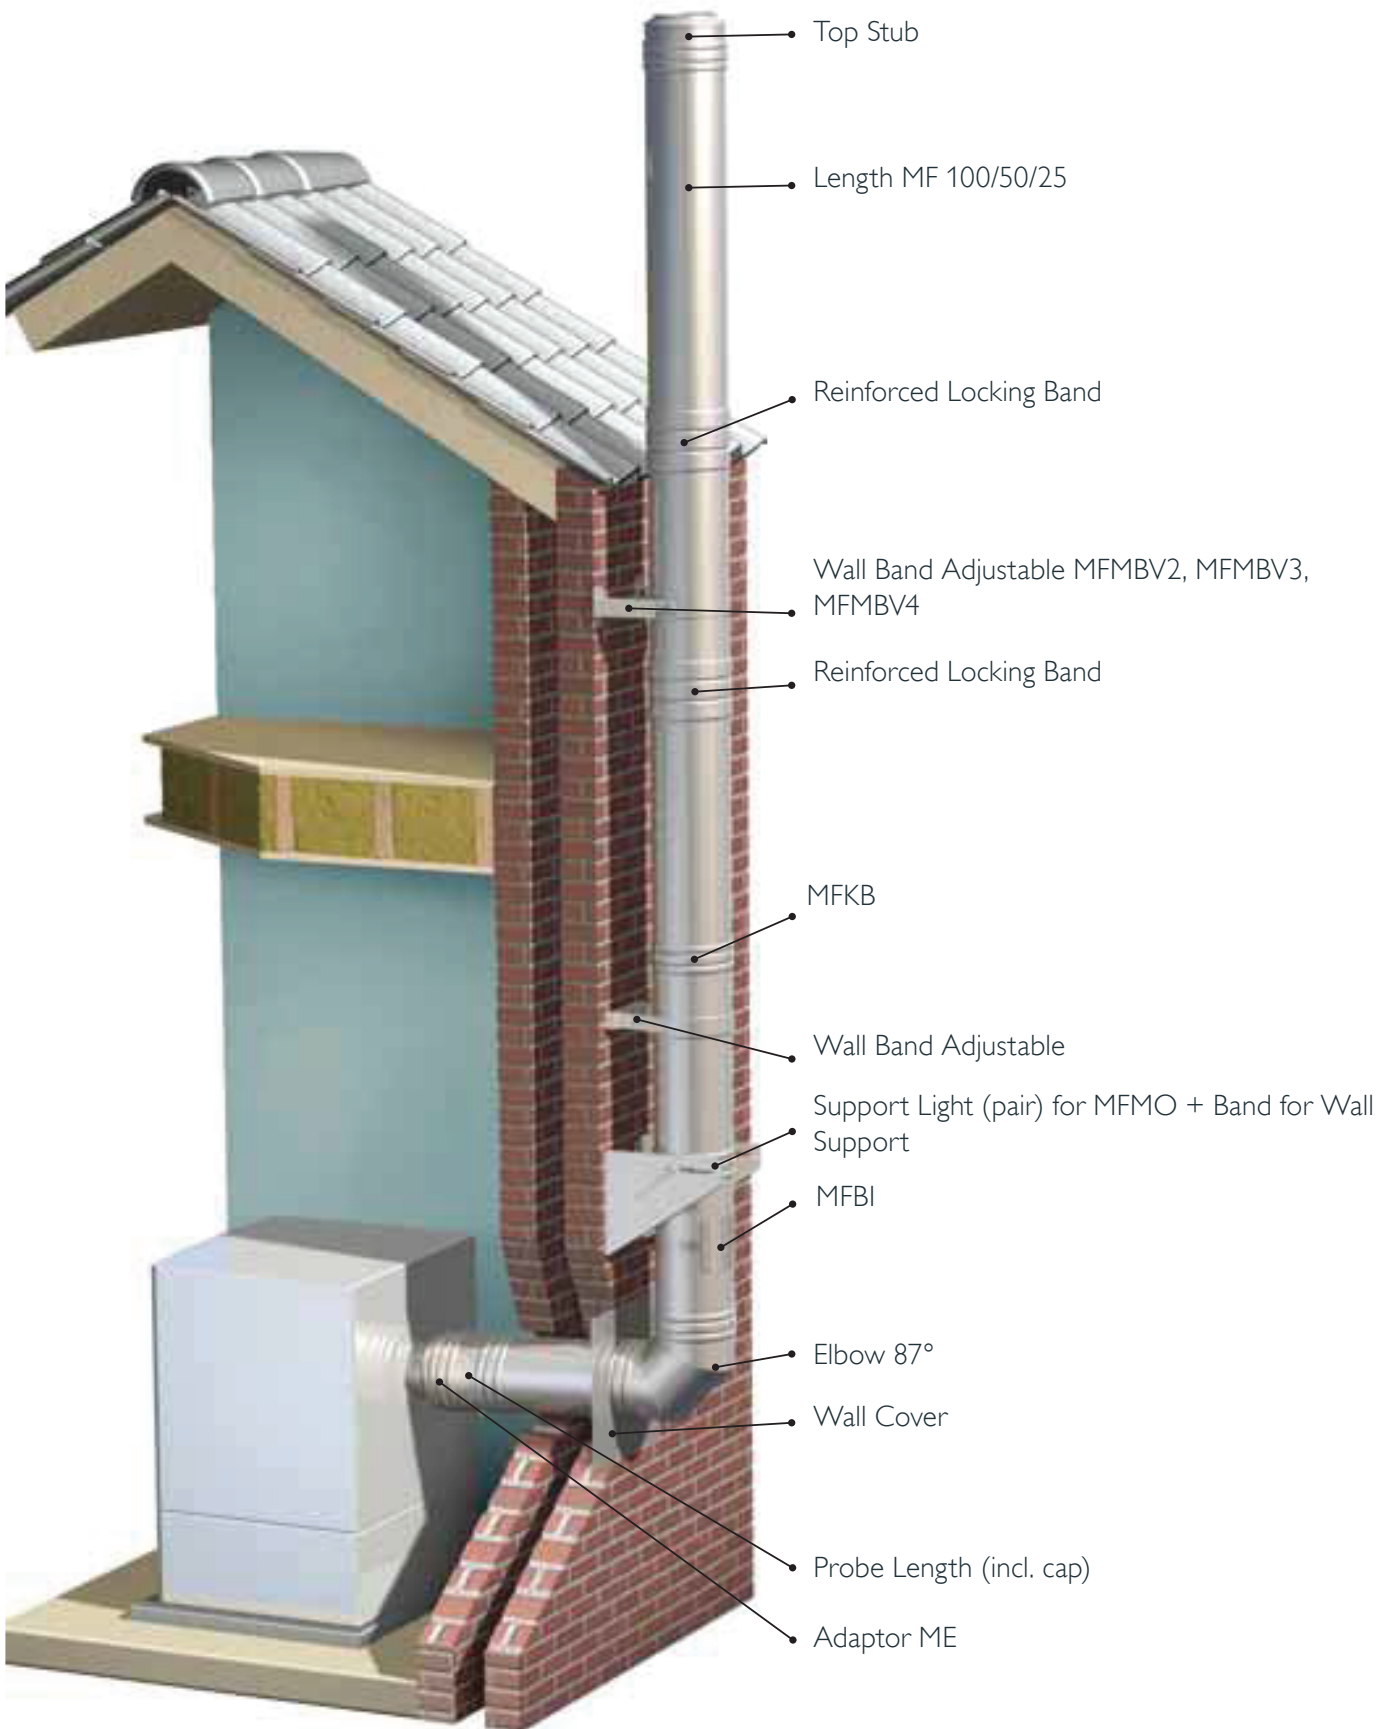 Top Stub
Length MF 100/50/25
Reinforced Locking Band
Wall Band Adjustable MFMBV2, MFMBV3,
MFMBV4
Reinforced Locking Band
MFKB
Wall Band Adjustable
Support Light (pair) for MFMO + Band for Wall
Support
MFBI
Elbow 87°
Wall Cover
Probe Length (incl. cap)
Adaptor ME